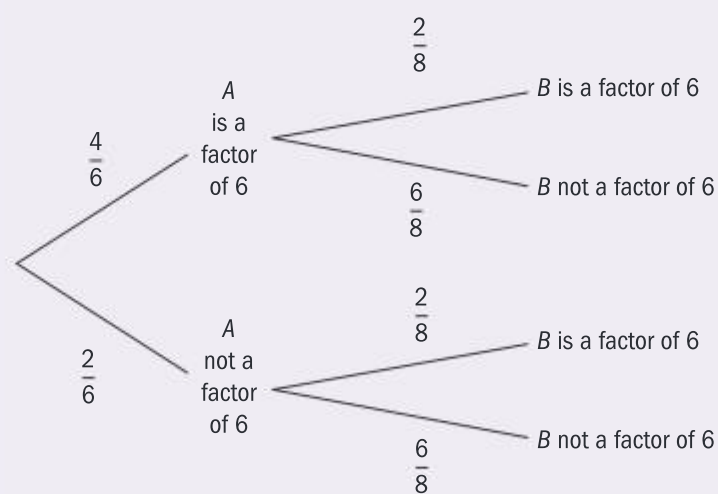 2
8
A
is a
factor
of 6
B is a factor of 6
4
6
B not a factor of 6
6
8
2
8
A
not a
factor
of 6
B is a factor of 6
2
6
B not a factor of 6
6
8